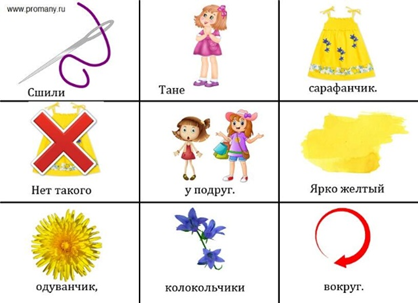 www.promany.ru
Сшили
Тане
сарафанчик.
Нет такого
у подруг.
Ярко желтый
одуванчик,
колокольчики
вокруг.